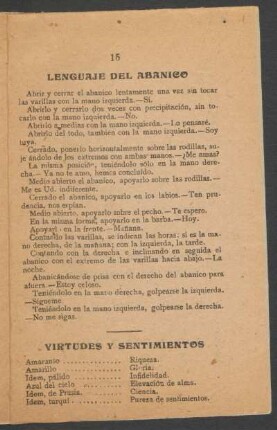 15
LENGUAJE DEL ABANICO
Abrir y cerrar el abanico lentamente una vez sin tocar
las varillas con la mano izquierda.—Sí.
Abrirlo y cerrarlo dos veces con precipitación, sin to-
carlo con la mano izquierda.—No.
Abrirlo a medias con la mano izquierda.—Lo pensaré.
Abrirlo del todo, también con la mano izquierda.—Soy
tuya.
Cerrado, ponerlo horizontalmente sobre las rodillas, su-
jetándolo de los extremos con ambas manos.—¿Me amas?
La misma posición, teniéndolo sólo en la mano dere-
cha.—Ya no te amo, hemos concluído.
Medio abierto el abanico, apoyarlo sobre las rodillas.—
Me es Ud. indiferente.
Cerrado el abanico, apoyarlo en los labios.—Ten pru-
dencia, nos espían.
Medio abierto, apoyarlo sobre el pecho.—Te espero.
En la misma forma, apoyarlo en la barba.—Hoy.
Apoyarlo en la frente.—Mañana.
Contando las varillas, se indican las horas: si es la ma-
no derecha, de la mañana; con la izquierda, la tarde.
Contando con la derecha e inclinando en seguida el
abanico con el extremo de las varillas hacia abajo.—La
noche.
Abanicándose de prisa con el derecho del abanico para
afuera.—Estoy celoso.
Teniéndolo en la mano derecha, golpearse la izquierda.
—Sígueme.
Teniéndolo en la mano izquierda, golpearse la derecha.
—No me sigas.
VIRTUDES Y SENTIMIENTOS
Amaranto . . . . . . . . . . . . Riqueza.
Amarillo . . . . . . . . . . . . Gloria.
Idem, pálido . . . . . . . . . . Infidelidad.
Azul del cielo . . . . . . . . . Elevación de alma.
Idem, de Prusia . . . . . . . . . Ciencia.
Idem, turquí . . . . . . . . . . Pureza de sentimientos.